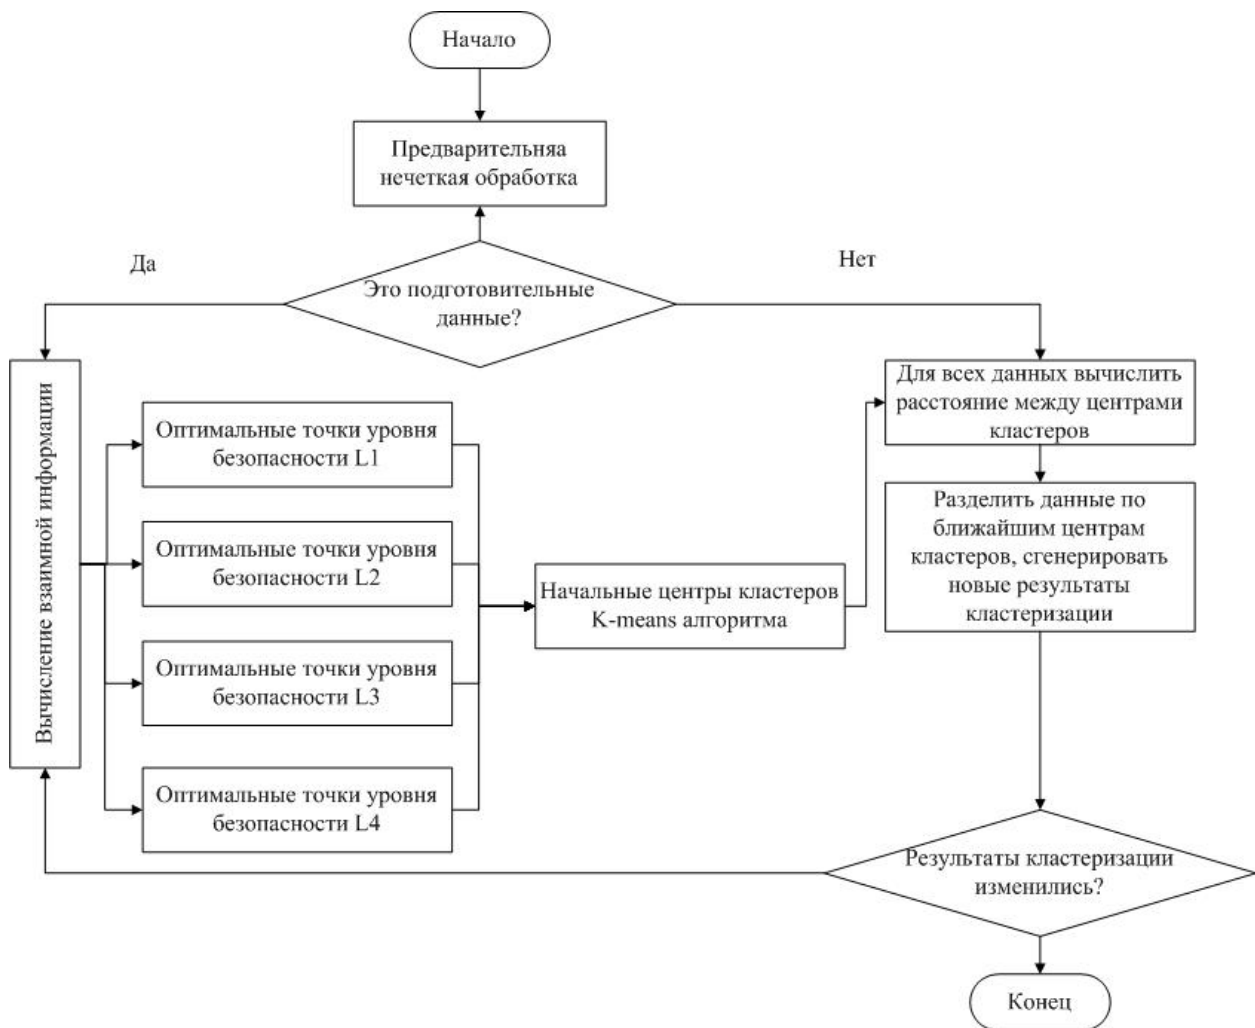 Начало
Предварительняа
нечеткая обработка
Да
Нет
Это подготовительные
данные?
Вычисление взаимной информации
Оптимальные точки уровня
безопасности L1
Оптимальные точки уровня
безопасности L2
Оптимальные точки уровня
безопасности L3
Оптимальные точки уровня
безопасности L4
Начальные центры кластеров
K-means алгоритма
Для всех данных вычислить
расстояние между центрами
кластеров
Разделить данные по
ближайшим центрам
кластеров, сгенерировать
новые результаты
кластеризации
Результаты кластеризации
изменились?
Конец